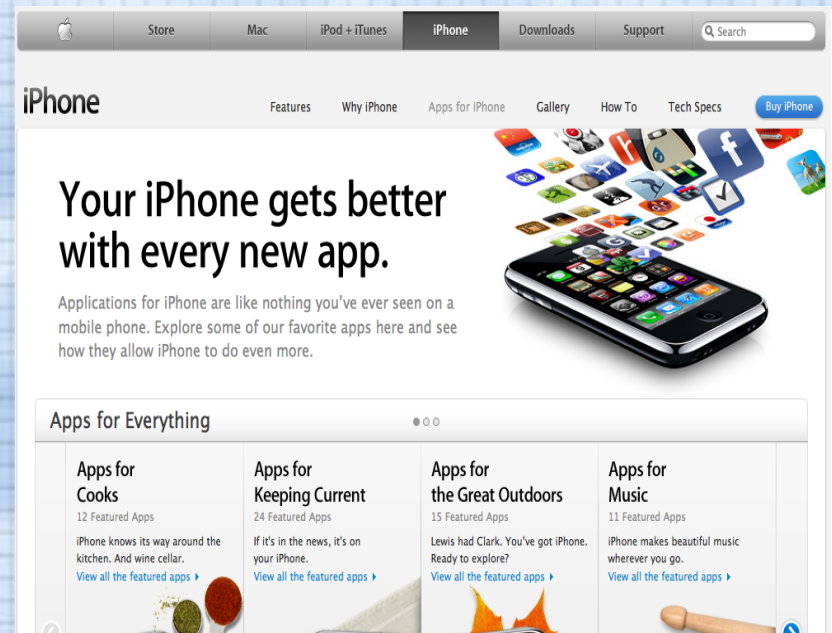 Store Mac iPod + iTunes iPhone Downloads Support Search
iPhone Features Why iPhone Apps for iPhone Gallery How To Tech Specs Buy iPhone
Your iPhone gets better
with every new app.
Applications for iPhone are like nothing you've ever seen on a
mobile phone. Explore some of our favorite apps here and see
how they allow iPhone to do even more.
Apps for Everything
Apps for
Cooks
12 Featured Apps
iPhone knows its way around the
kitchen. And wine cellar.
View all the featured apps
Apps for
Keeping Current
24 Featured Apps
If it's in the news, it's on
your iPhone.
View all the featured apps
Apps for
the Great Outdoors
15 Featured Apps
Lewis had Clark. You've got iPhone.
Ready to explore?
View all the featured apps
Apps for
Music
11 Featured Apps
iPhone makes beautiful music
wherever you go.
View all the featured apps